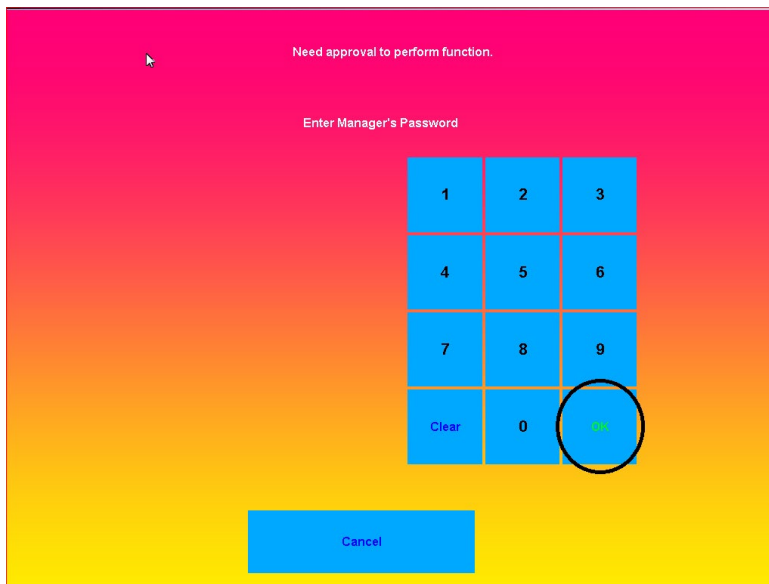 Need approval to perform function.
Enter Manager's Password
1 2 3
4 5 6
7 8 9
Clear 0 OK
Cancel